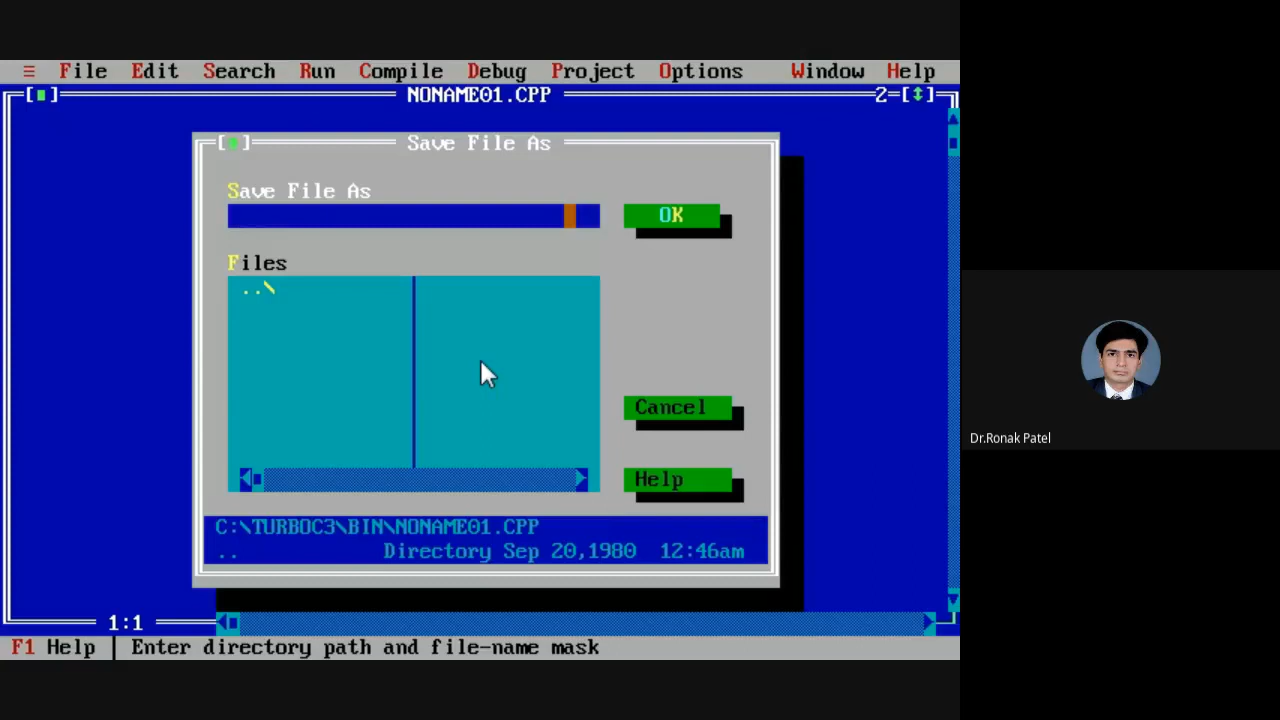 ≡ File Edit Search Run Compile Debug Project Options Window Help
[■] NONAME01.CPP 2=[↕]
[■] Save File As
Save File As
OK
Files
..\
Cancel
Help
C:\TURBOC3\BIN\NONAME01.CPP
.. Directory Sep 20,1980 12:46am
1:1
F1 Help │ Enter directory path and file-name mask
Dr.Ronak Patel